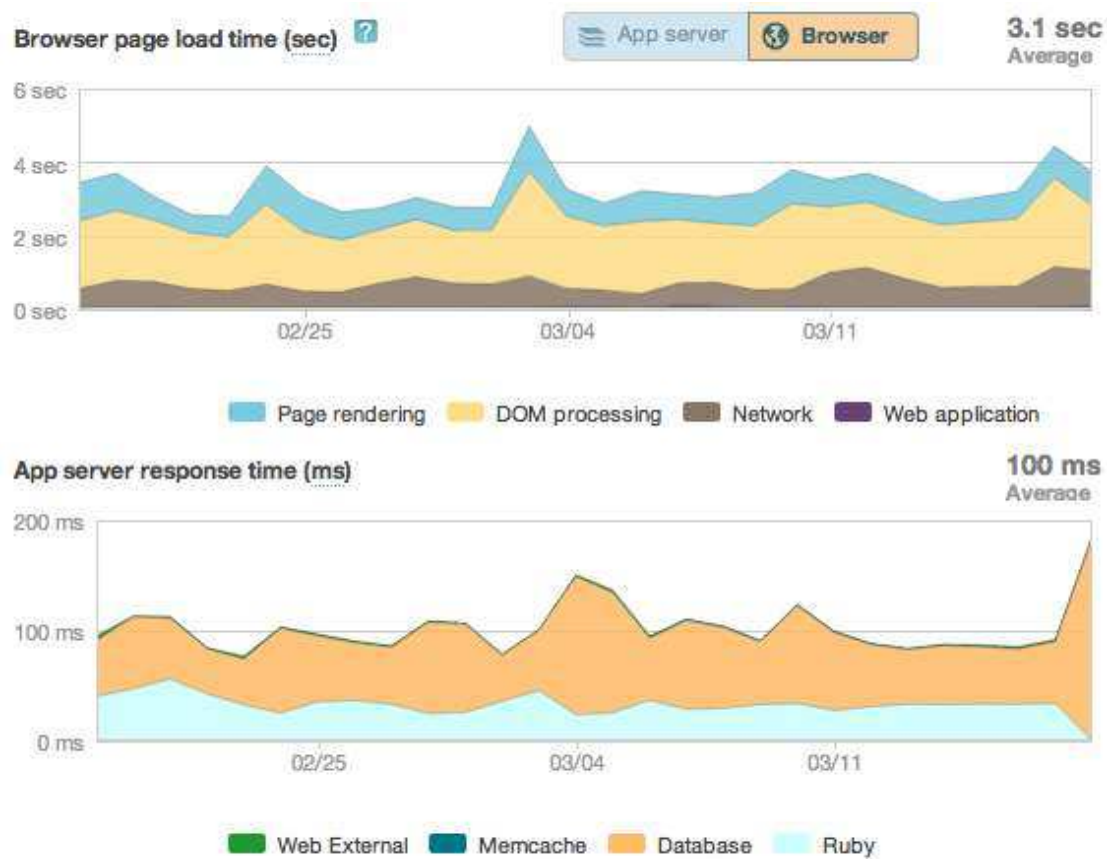 Browser page load time (sec) ? App server Browser 3.1 sec
Average
6 sec
4 sec
2 sec
0 sec
02/25 03/04 03/11
Page rendering DOM processing Network Web application
App server response time (ms) 100 ms
Average
200 ms
100 ms
0 ms
02/25 03/04 03/11
Web External Memcache Database Ruby